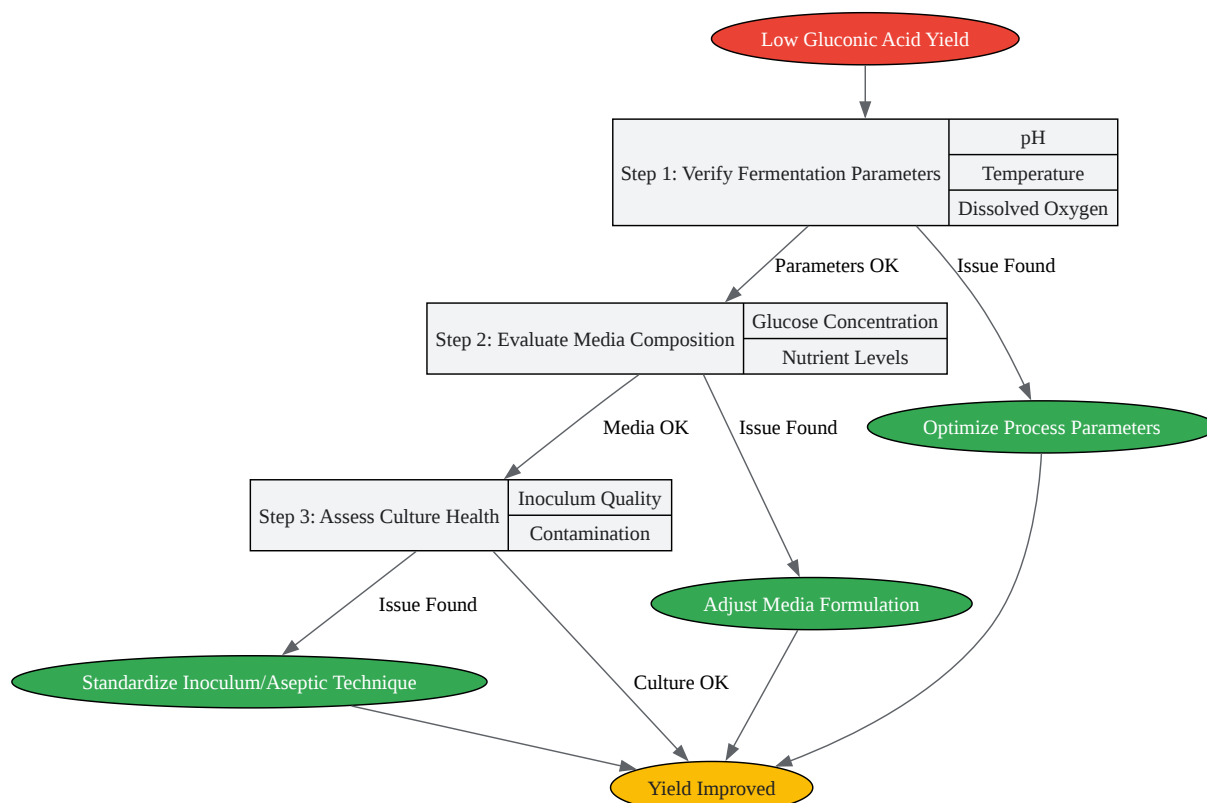 Low Gluconic Acid Yield
Step 1: Verify Fermentation Parameters
pH
Temperature
Dissolved Oxygen
Parameters OK
Issue Found
Step 2: Evaluate Media Composition
Glucose Concentration
Nutrient Levels
Optimize Process Parameters
Media OK
Issue Found
Step 3: Assess Culture Health
Inoculum Quality
Contamination
Issue Found
Adjust Media Formulation
Standardize Inoculum/Aseptic Technique
Culture OK
Yield Improved